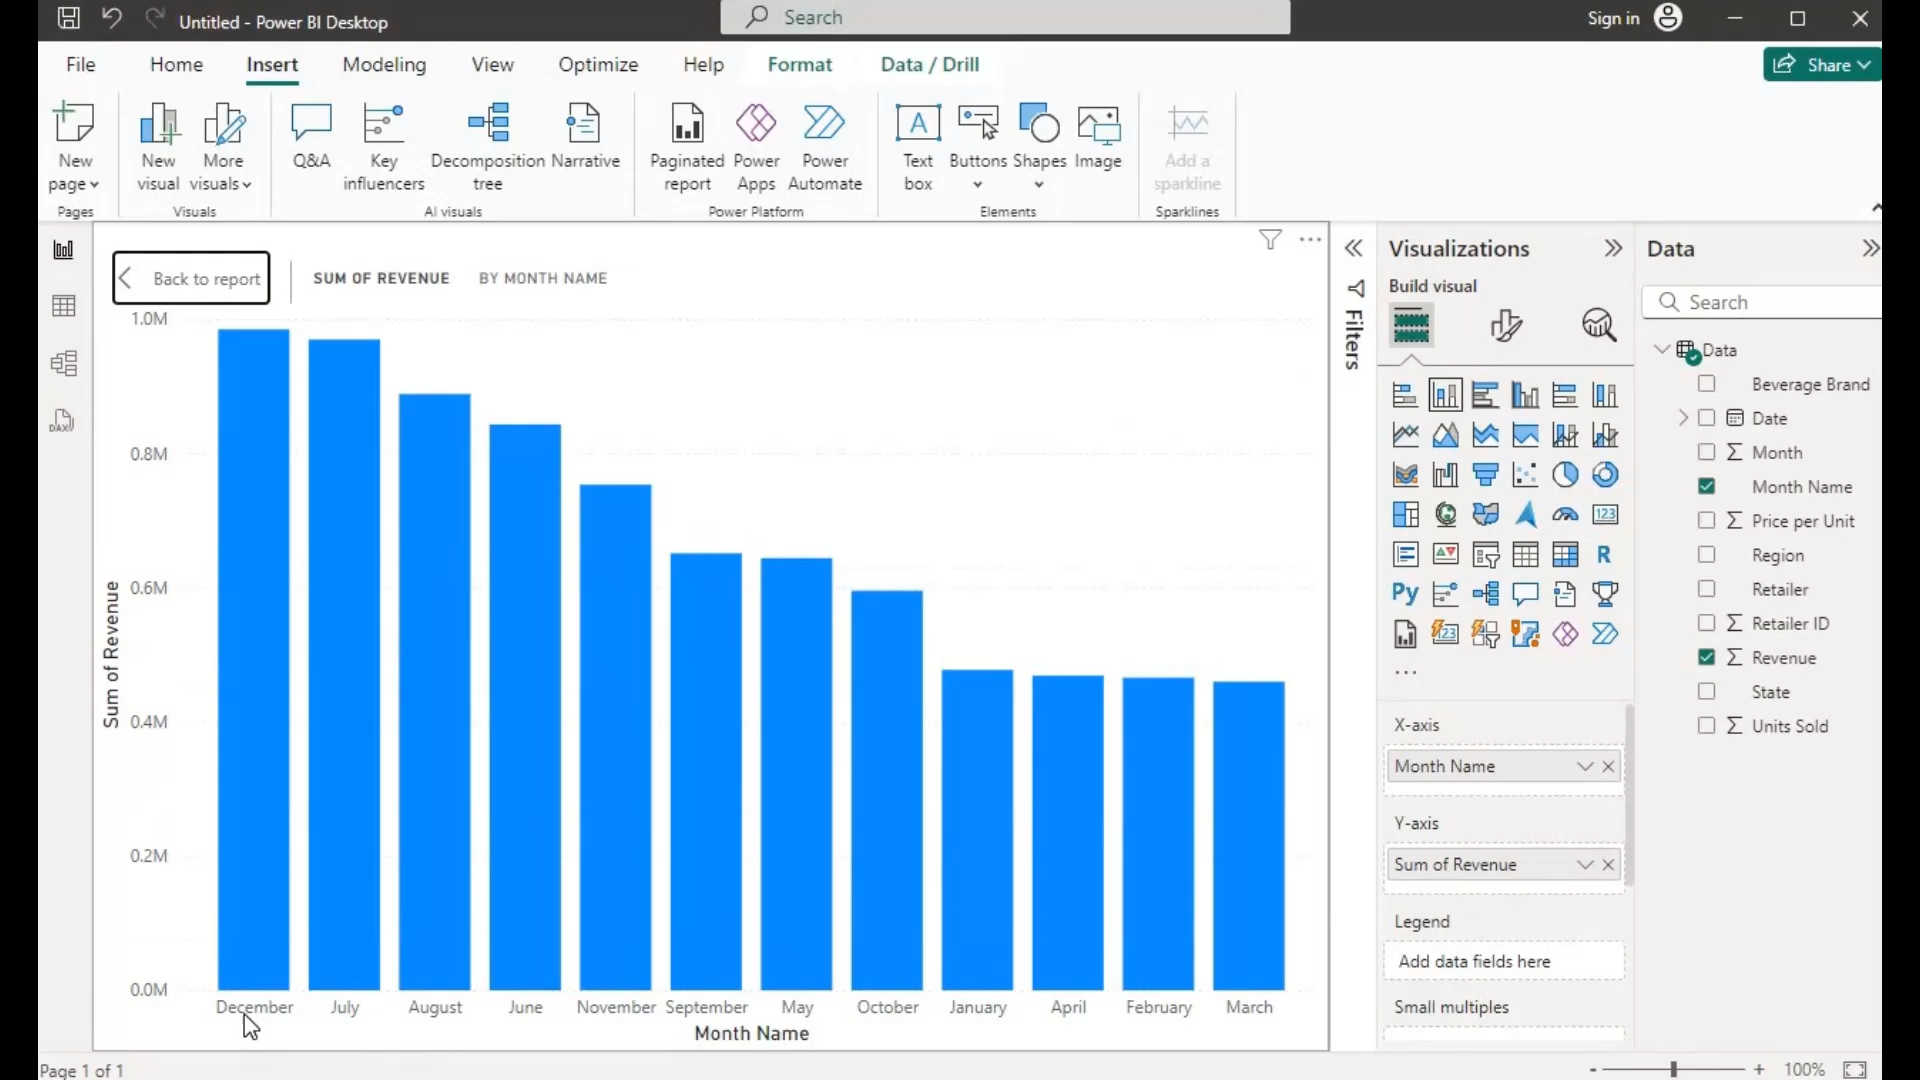 Untitled - Power BI Desktop
Search
Sign in
File
Home
Insert
Modeling
View
Optimize
Help
Format
Data / Drill
Share
New page
New visual
More visuals
Q&A
Key influencers
Decomposition tree
Narrative
Paginated report
Power Apps
Power Automate
Text box
Buttons
Shapes
Image
Add a sparkline
Pages
Visuals
AI visuals
Power Platform
Elements
Sparklines
DAX
Back to report
SUM OF REVENUE
BY MONTH NAME
1.0M
0.8M
0.6M
0.4M
0.2M
0.0M
Sum of Revenue
December
July
August
June
November
September
May
October
January
April
February
March
Month Name
Filters
Visualizations
Build visual
123
R
Py
123
X-axis
Month Name
Y-axis
Sum of Revenue
Legend
Add data fields here
Small multiples
Data
Search
Data
Beverage Brand
Date
Month
Month Name
Price per Unit
Region
Retailer
Retailer ID
Revenue
State
Units Sold
Page 1 of 1
- + 100%